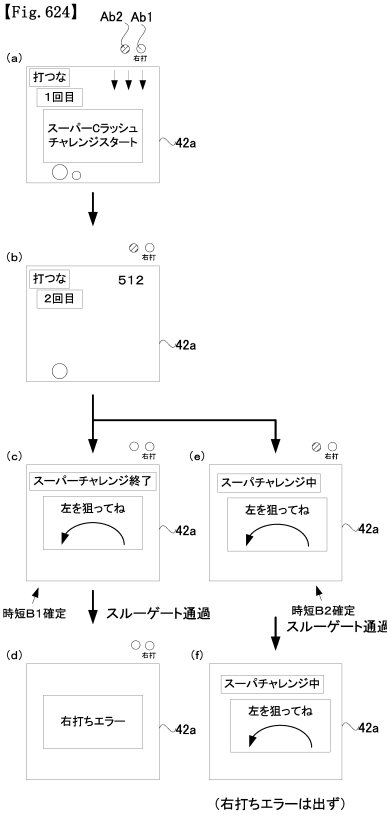 【Fig. 624】
Ab2 Ab1
(a)
右打
打つな
1回目
スーパーCラッシュ
チャレンジスタート
42a
(b)
右打
打つな
512
2回目
42a
(c)
右打
スーパーチャレンジ終了
左を狙ってね
42a
時短B1確定
スルーゲート通過
(e)
右打
スーパチャレンジ中
左を狙ってね
42a
時短B2確定
スルーゲート通過
(d)
右打
右打ちエラー
42a
(f)
スーパチャレンジ中
左を狙ってね
42a
(右打ちエラーは出ず)